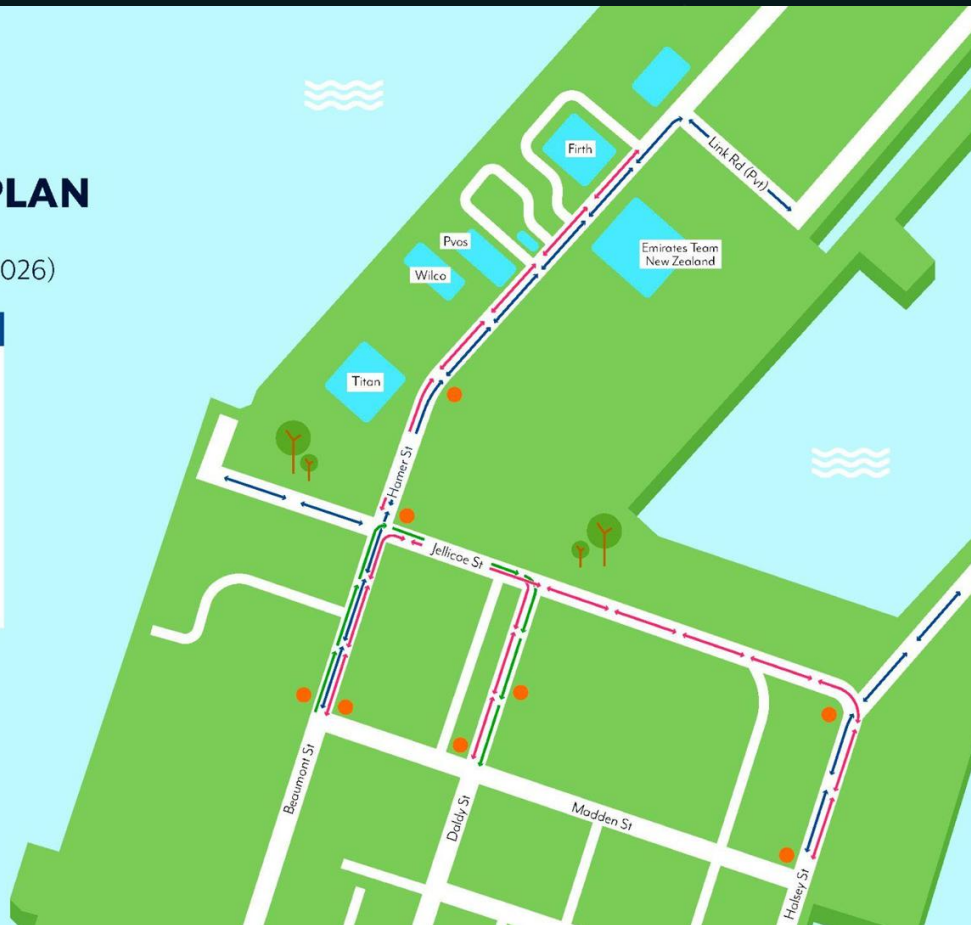 PLAN
026)
Firth
Link Rd (Pvt)
Pvos
Emirates Team
New Zealand
Wilco
Titan
Hamer St
Jellicoe St
Beaumont St
Daldy St
Madden St
Halsey St